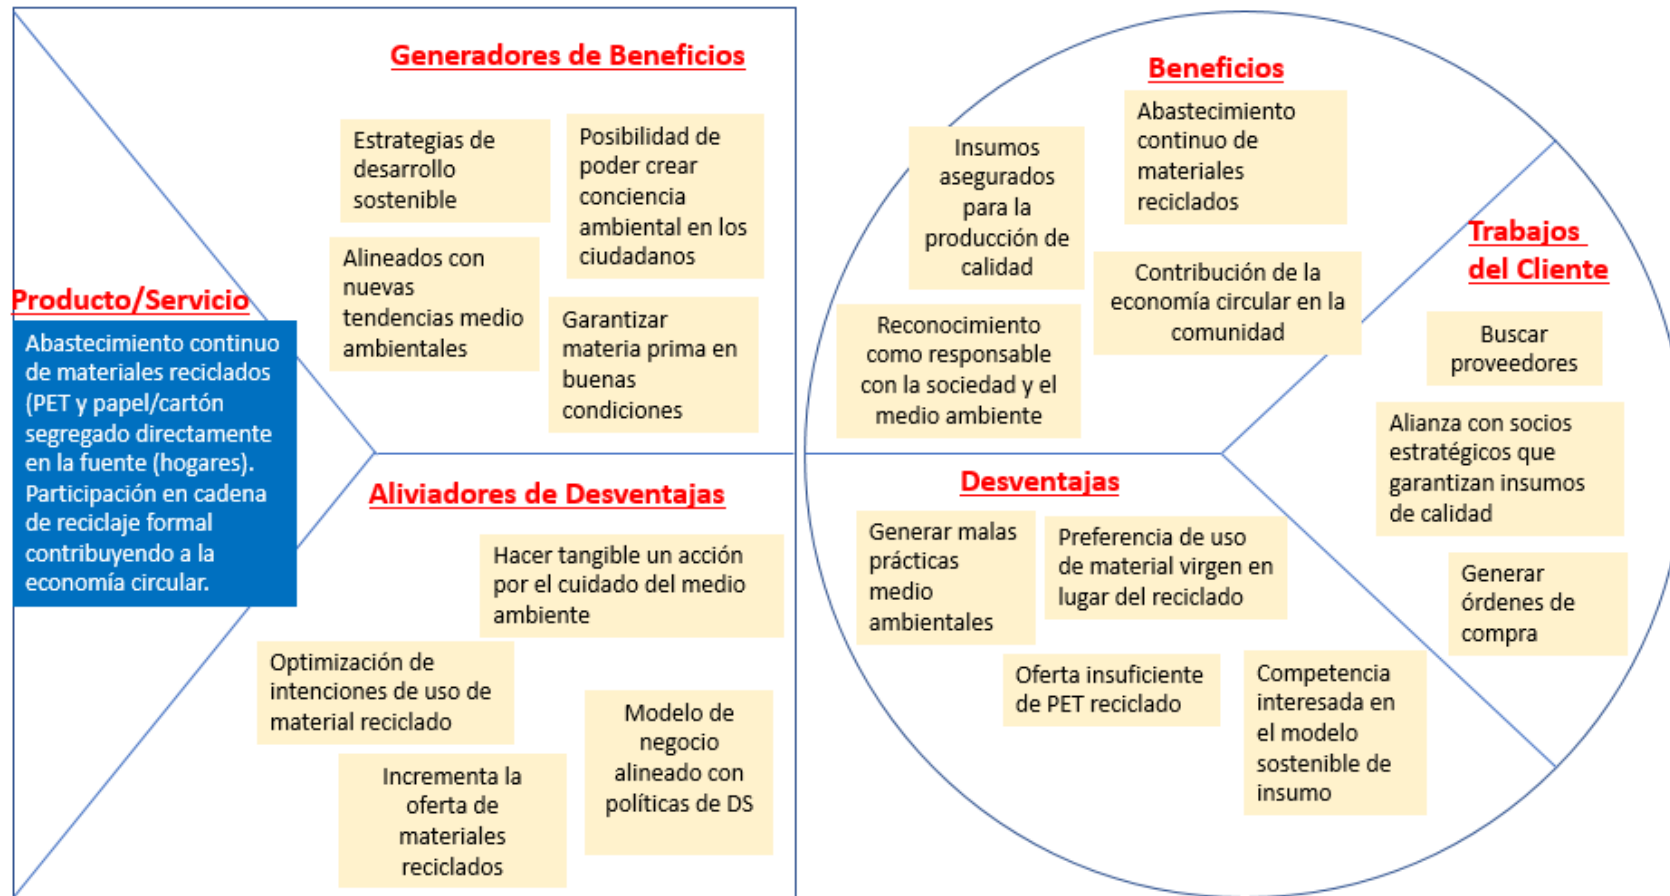 Generadores de Beneficios
Estrategias de
desarrollo
sostenible
Posibilidad de
poder crear
conciencia
ambiental en los
ciudadanos
Alineados con
nuevas
tendencias medio
ambientales
Garantizar
materia prima en
buenas
condiciones
Producto/Servicio
Abastecimiento continuo
de materiales reciclados
(PET y papel/cartón
segregado directamente
en la fuente (hogares).
Participación en cadena
de reciclaje formal
contribuyendo a la
economía circular.
Aliviadores de Desventajas
Hacer tangible un acción
por el cuidado del medio
ambiente
Optimización de
intenciones de uso de
material reciclado
Modelo de
negocio
alineado con
políticas de DS
Incrementa la
oferta de
materiales
reciclados
Beneficios
Insumos
asegurados
para la
producción de
calidad
Abastecimiento
continuo de
materiales
reciclados
Reconocimiento
como responsable
con la sociedad y el
medio ambiente
Contribución de la
economía circular en la
comunidad
Trabajos
del Cliente
Buscar
proveedores
Alianza con socios
estratégicos que
garantizan insumos
de calidad
Generar
órdenes de
compra
Desventajas
Generar malas
prácticas
medio
ambientales
Preferencia de uso
de material virgen en
lugar del reciclado
Oferta insuficiente
de PET reciclado
Competencia
interesada en
el modelo
sostenible de
insumo